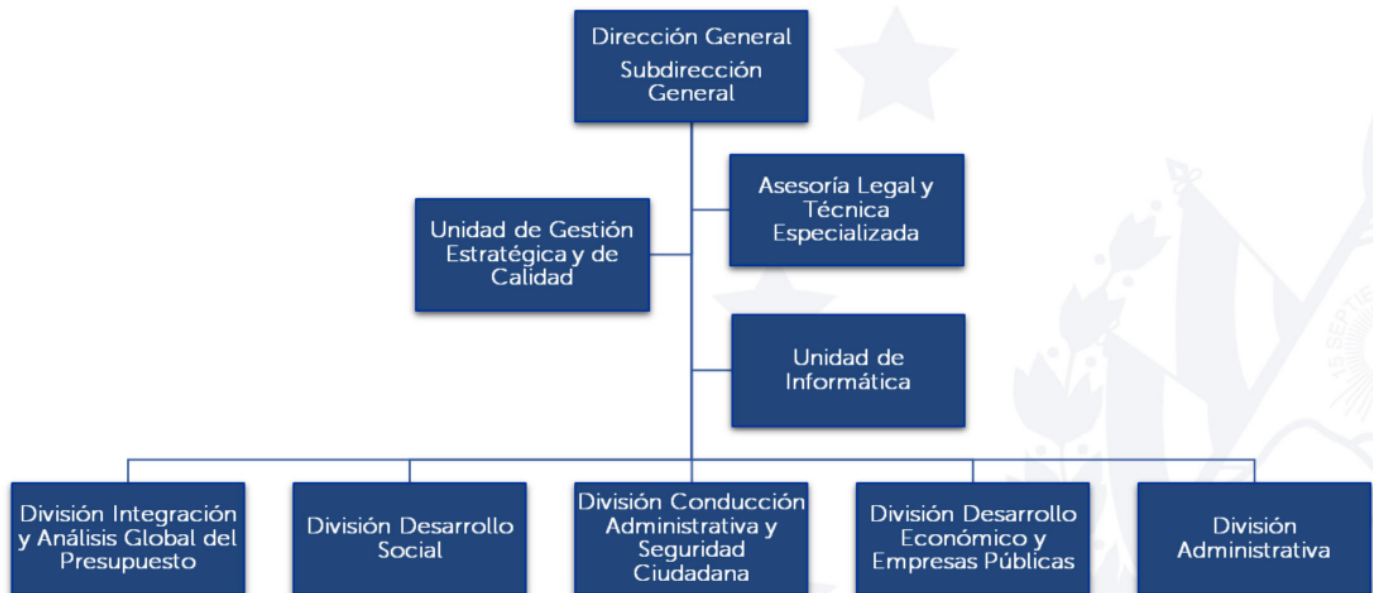 Dirección General
Subdirección
General
Asesoría Legal y
Técnica
Especializada
Unidad de Gestión
Estratégica y de
Calidad
Unidad de
Informática
División Integración
y Análisis Global del
Presupuesto
División Desarrollo
Social
División Conducción
Administrativa y
Seguridad
Ciudadana
División Desarrollo
Económico y
Empresas Públicas
División
Administrativa